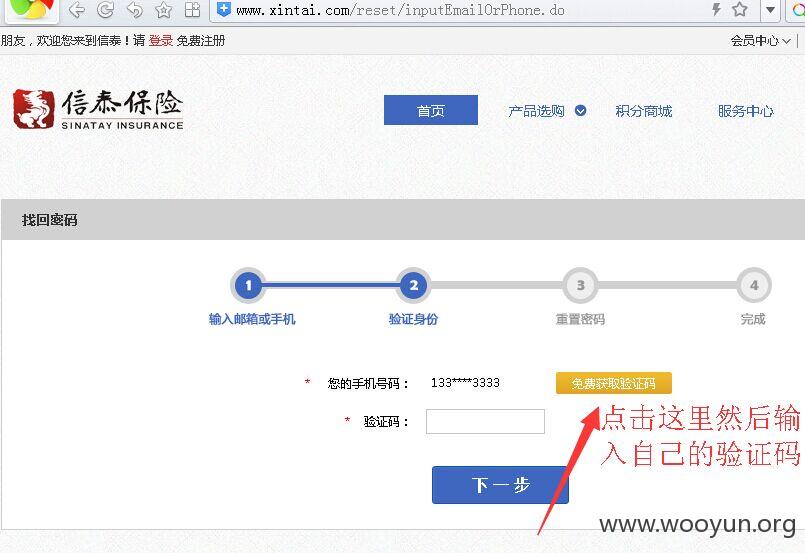 www.xintai.com/reset/inputEmailOrPhone.do
朋友，欢迎您来到信泰！请 登录 免费注册
会员中心
信泰保险
SINATAY INSURANCE
首页 产品选购 积分商城 服务中心
找回密码
1 2 3 4
输入邮箱或手机 验证身份 重置密码 完成
* 您的手机号码： 133****3333 免费获取验证码
* 验证码：
点击这里然后输
入自己的验证码
下一步
www.wooyun.org